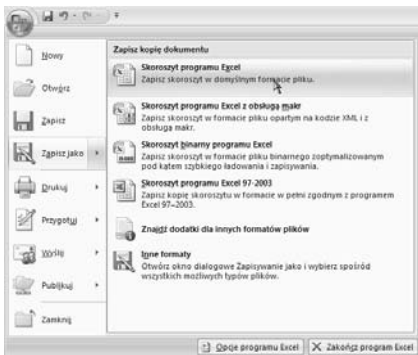 Zapisz kopię dokumentu
Nowy
Skoroszyt programu Excel
Zapisz skoroszyt w domyślnym formacie pliku.
Otwórz
Skoroszyt programu Excel z obsługą makr
Zapisz skoroszyt w formacie pliku opartym na kodzie XML i z
obsługą makr.
Zapisz
Skoroszyt binarny programu Excel
Zapisz skoroszyt w formacie pliku binarnego zoptymalizowanym
pod kątem szybkiego ładowania i zapisywania.
Zapisz jako
Skoroszyt programu Excel 97-2003
Zapisz kopię skoroszytu w formacie w pełni zgodnym z programem
Excel 97–2003.
Drukuj
Przygotuj
Znajdź dodatki dla innych formatów plików
Wyślij
Inne formaty
Otwórz okno dialogowe Zapisywanie jako i wybierz spośród
wszystkich możliwych typów plików.
Publikuj
Zamknij
Opcje programu Excel
Zakończ program Excel